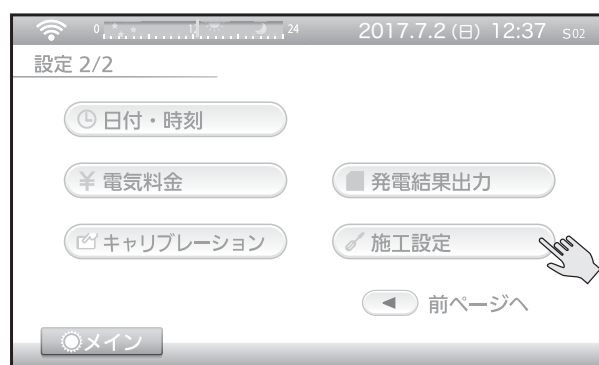 0 12 24 2017.7.2 (日) 12:37 S02
設定 2/2
日付・時刻
¥ 電気料金 発電結果出力
キャリブレーション 施工設定
◀ 前ページへ
メイン